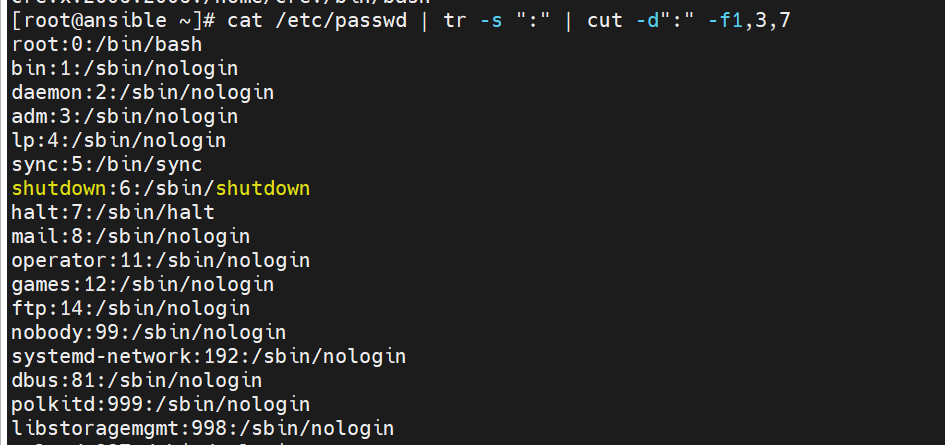 [root@ansible ~]# cat /etc/passwd | tr -s ":" | cut -d":" -f1,3,7
root:0:/bin/bash
bin:1:/sbin/nologin
daemon:2:/sbin/nologin
adm:3:/sbin/nologin
lp:4:/sbin/nologin
sync:5:/bin/sync
shutdown:6:/sbin/shutdown
halt:7:/sbin/halt
mail:8:/sbin/nologin
operator:11:/sbin/nologin
games:12:/sbin/nologin
ftp:14:/sbin/nologin
nobody:99:/sbin/nologin
systemd-network:192:/sbin/nologin
dbus:81:/sbin/nologin
polkitd:999:/sbin/nologin
libstoragemgmt:998:/sbin/nologin